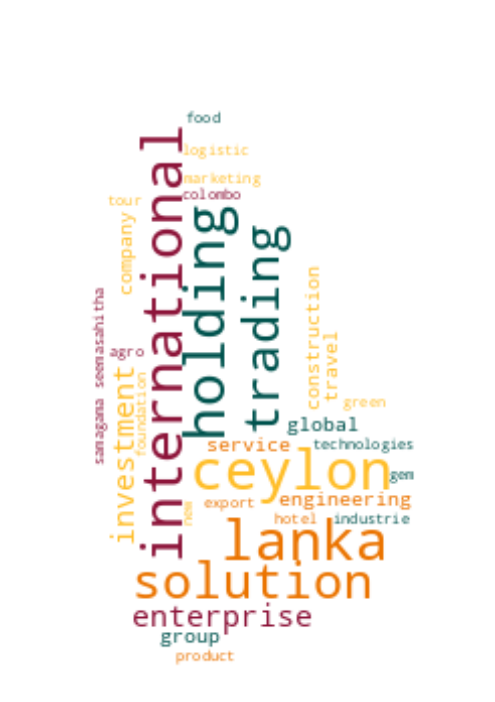 food
logistic
marketing
tour
colombo
international
holding
company
trading
construction
samagama seemasahitha
travel
agro
investment
foundation
green
global
service
technologies
ceylon
gem
new
export
engineering
hotel
industrie
lanka
solution
enterprise
group
product